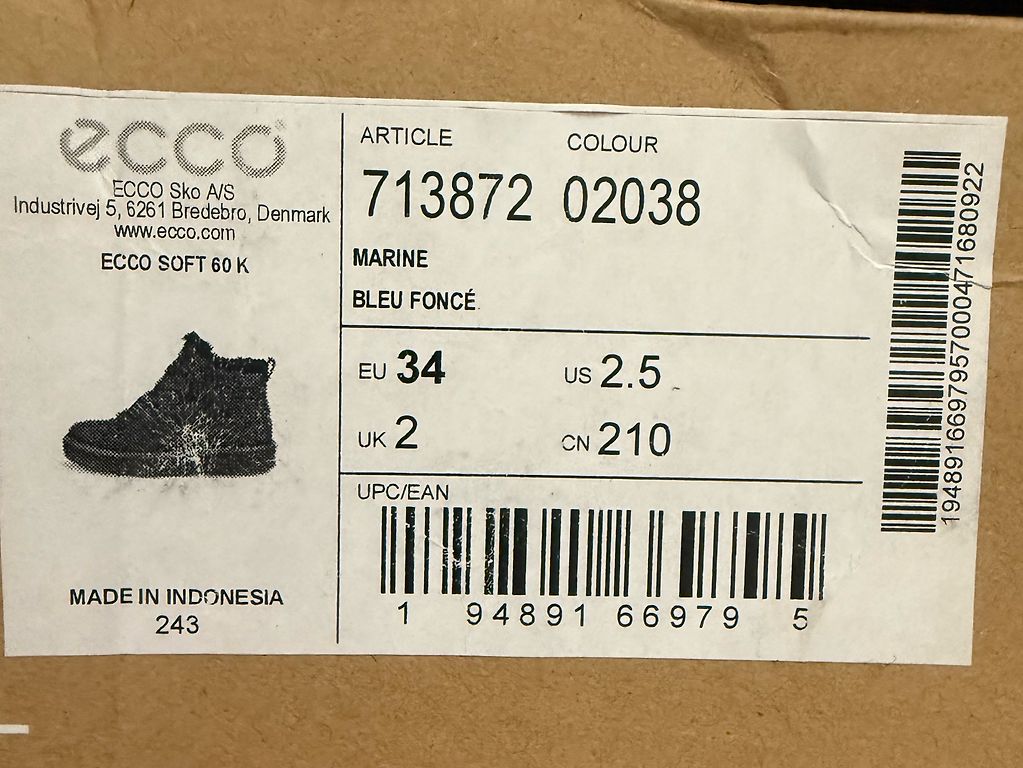 ecco
ECCO Sko A/S
Industrivej 5, 6261 Bredebro, Denmark
www.ecco.com
ECCO SOFT 60 K
MADE IN INDONESIA
243
ARTICLE COLOUR
713872 02038
MARINE
BLEU FONCÉ
EU 34 US 2.5
UK 2 CN 210
UPC/EAN
1 94891 66979 5
19489166979570004716809​22